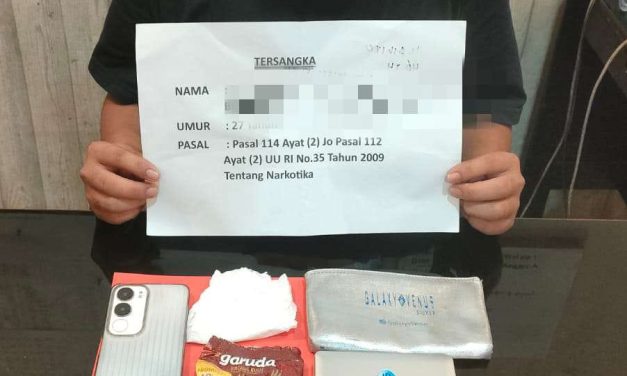 TERSANGKA
NAMA :
UMUR : 27 Tahun
PASAL : Pasal 114 Ayat (2) Jo Pasal 112
Ayat (2) UU RI No.35 Tahun 2009
Tentang Narkotika
GALAXY VENUS
garuda